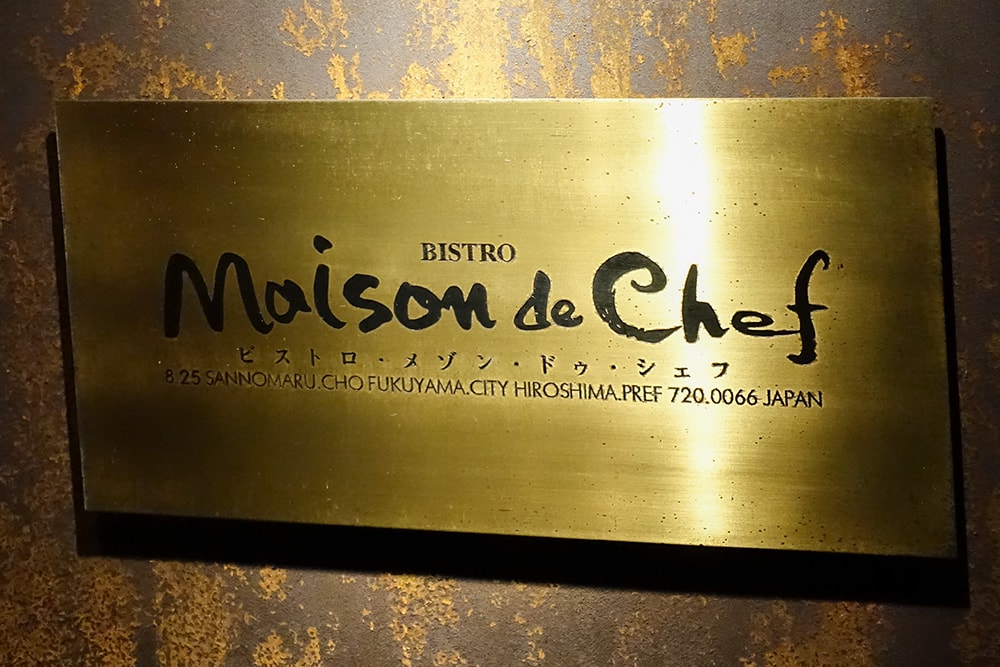 BISTRO
Maison de Chef
ビストロ・メゾン・ドゥ・シェフ
8.25 SANNOMARU.CHO FUKUYAMA.CITY HIROSHIMA.PREF 720.0066 JAPAN